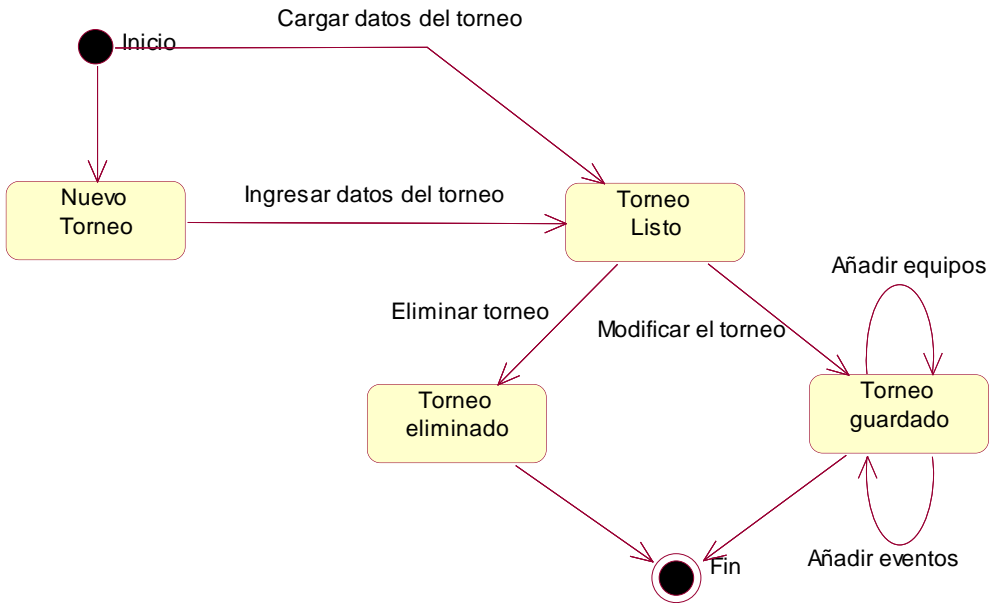 Cargar datos del torneo
Inicio
Nuevo
Torneo
Ingresar datos del torneo
Torneo
Listo
Añadir equipos
Eliminar torneo
Modificar el torneo
Torneo
eliminado
Torneo
guardado
Añadir eventos
Fin